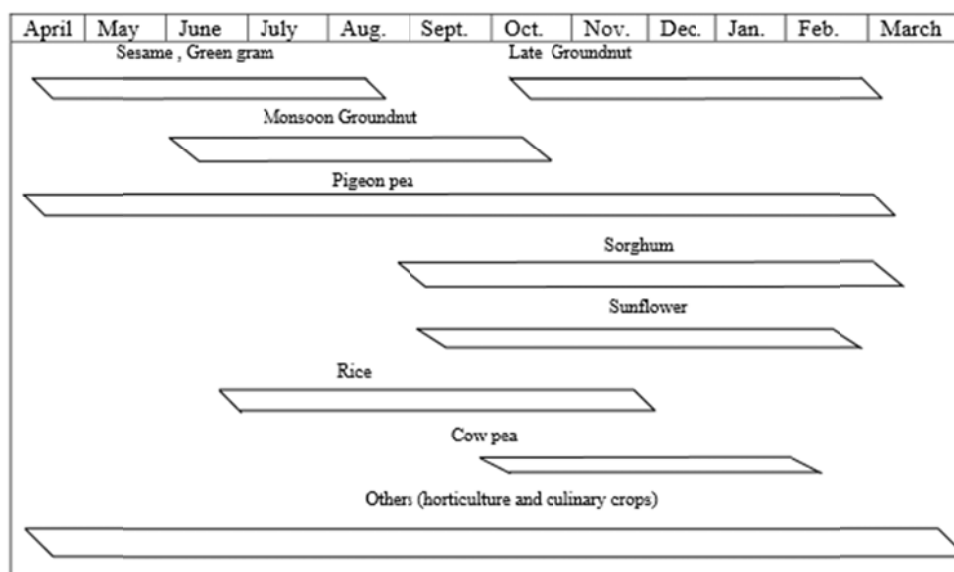 April May June July Aug. Sept. Oct. Nov. Dec. Jan. Feb. March
Sesame , Green gram Late Groundnut
Monsoon Groundnut
Pigeon pea
Sorghum
Sunflower
Rice
Cow pea
Others (horticulture and culinary crops)